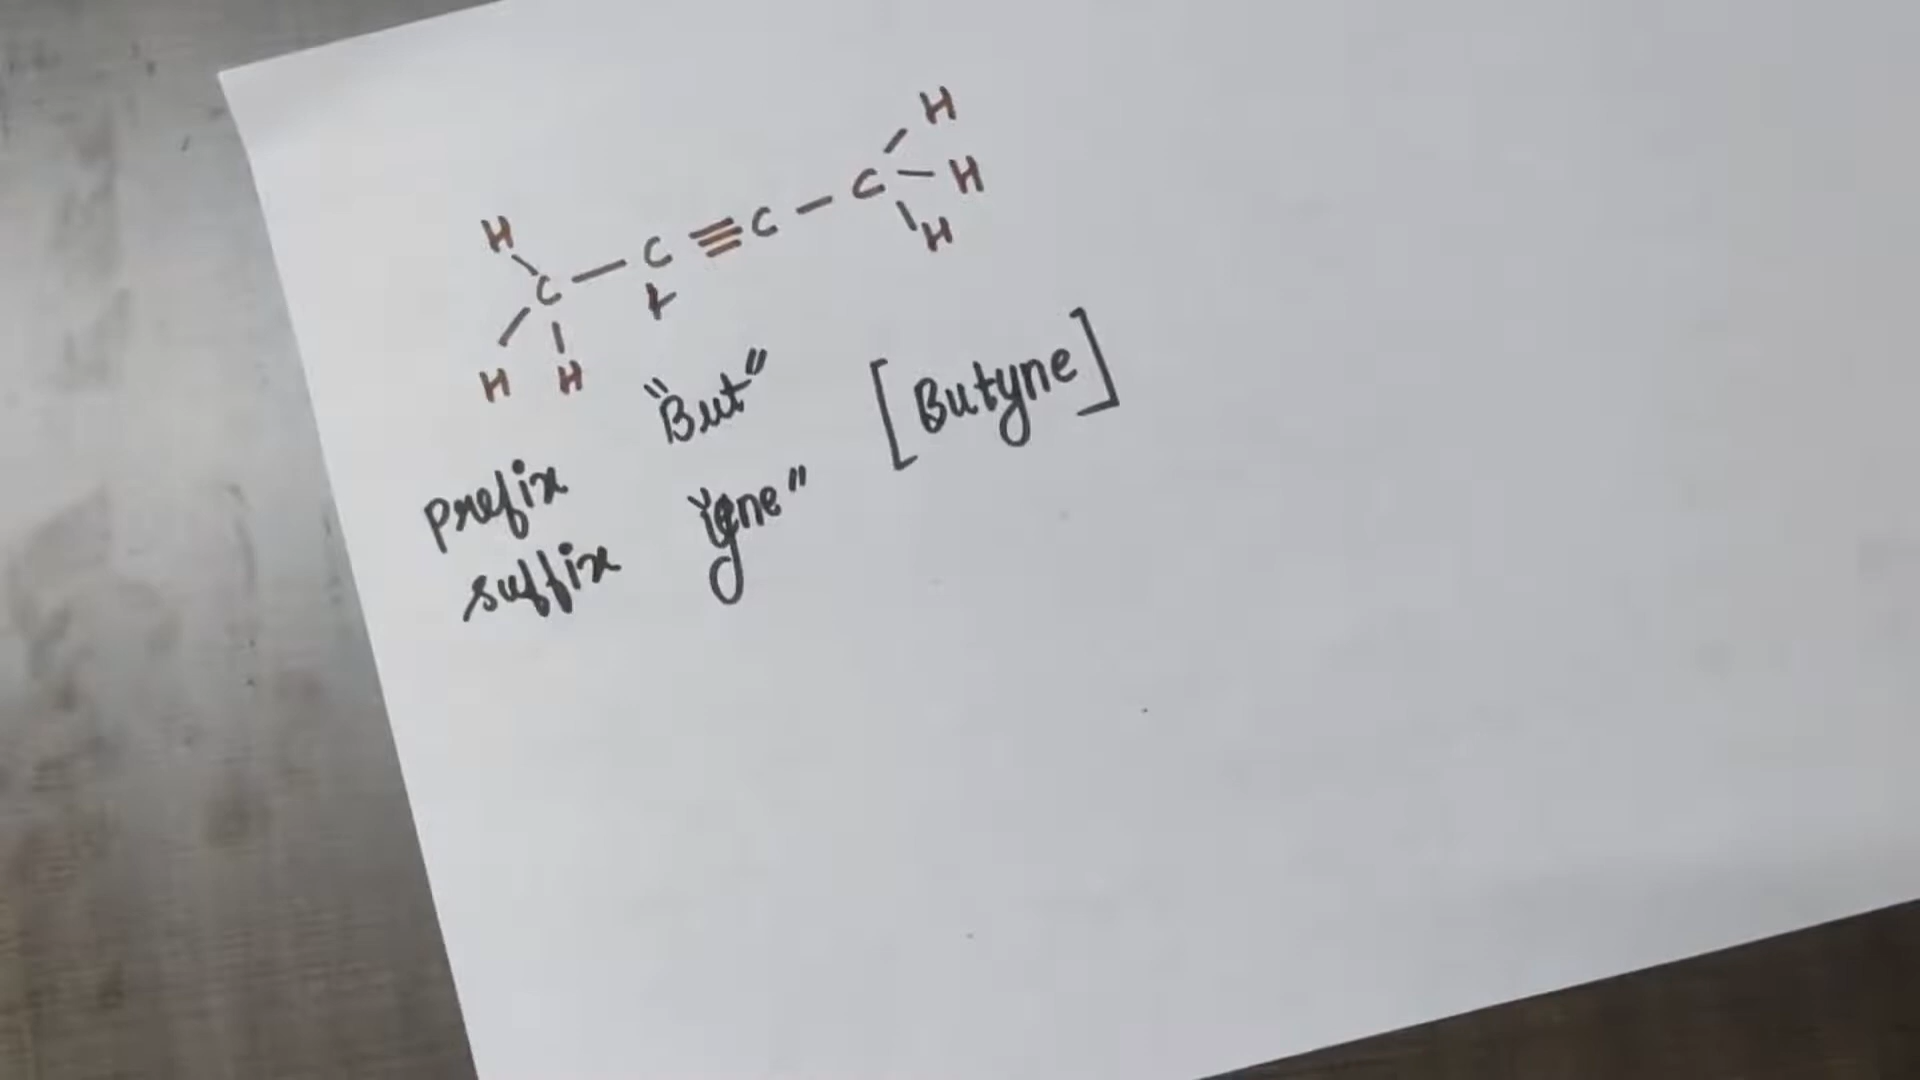 H
H
C — C ≡ C — C — H
H
H H
"But" [Butyne]
prefix
suffix "yne"